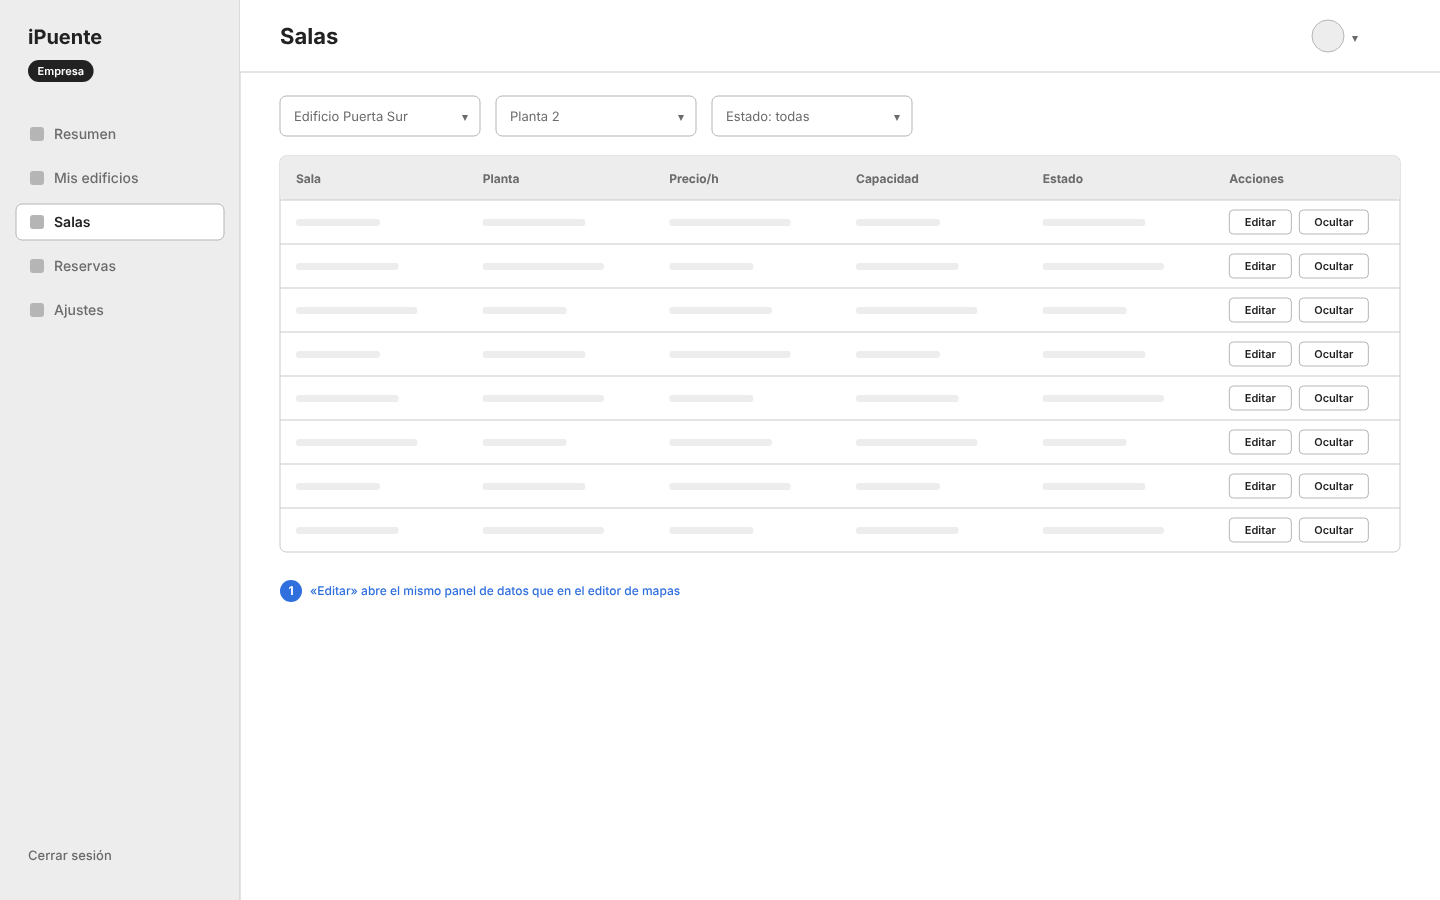 iPuente
Empresa
Resumen
Mis edificios
Salas
Reservas
Ajustes
Cerrar sesión
Salas
Edificio Puerta Sur
Planta 2
Estado: todas
Sala Planta Precio/h Capacidad Estado Acciones
Editar Ocultar
Editar Ocultar
Editar Ocultar
Editar Ocultar
Editar Ocultar
Editar Ocultar
Editar Ocultar
Editar Ocultar
1 «Editar» abre el mismo panel de datos que en el editor de mapas